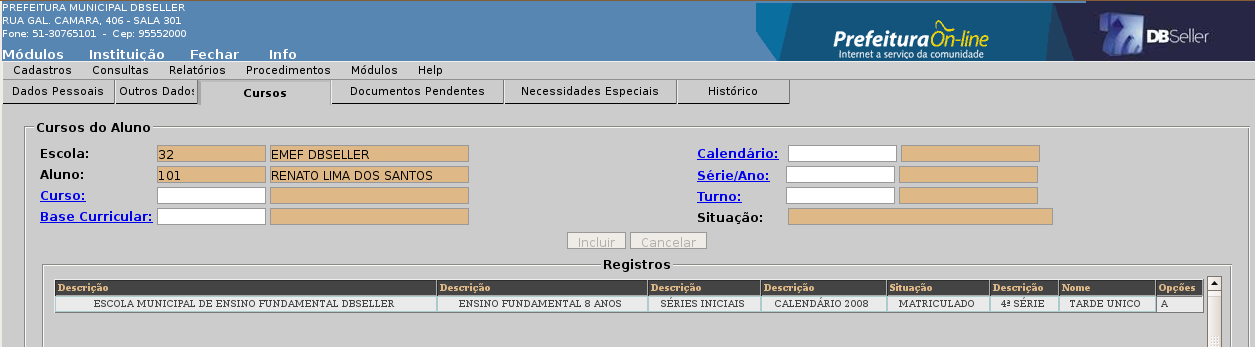 PREFEITURA MUNICIPAL DBSELLER
RUA GAL. CAMARA, 406 - SALA 301
Fone: 51-30765101 - Cep: 95552000
Módulos Instituição Fechar Info
Prefeitura On-line
Internet a serviço da comunidade
DBSeller
Cadastros Consultas Relatórios Procedimentos Módulos Help
Dados Pessoais Outros Dados Cursos Documentos Pendentes Necessidades Especiais Histórico
Cursos do Aluno
Escola: 32 EMEF DBSELLER Calendário:
Aluno: 101 RENATO LIMA DOS SANTOS Série/Ano:
Curso: Turno:
Base Curricular: Situação:
Incluir Cancelar
Registros
Descrição Descrição Descrição Descrição Situação Descrição Nome Opções
ESCOLA MUNICIPAL DE ENSINO FUNDAMENTAL DBSELLER ENSINO FUNDAMENTAL 8 ANOS SÉRIES INICIAIS CALENDÁRIO 2008 MATRICULADO 4ª SÉRIE TARDE UNICO A